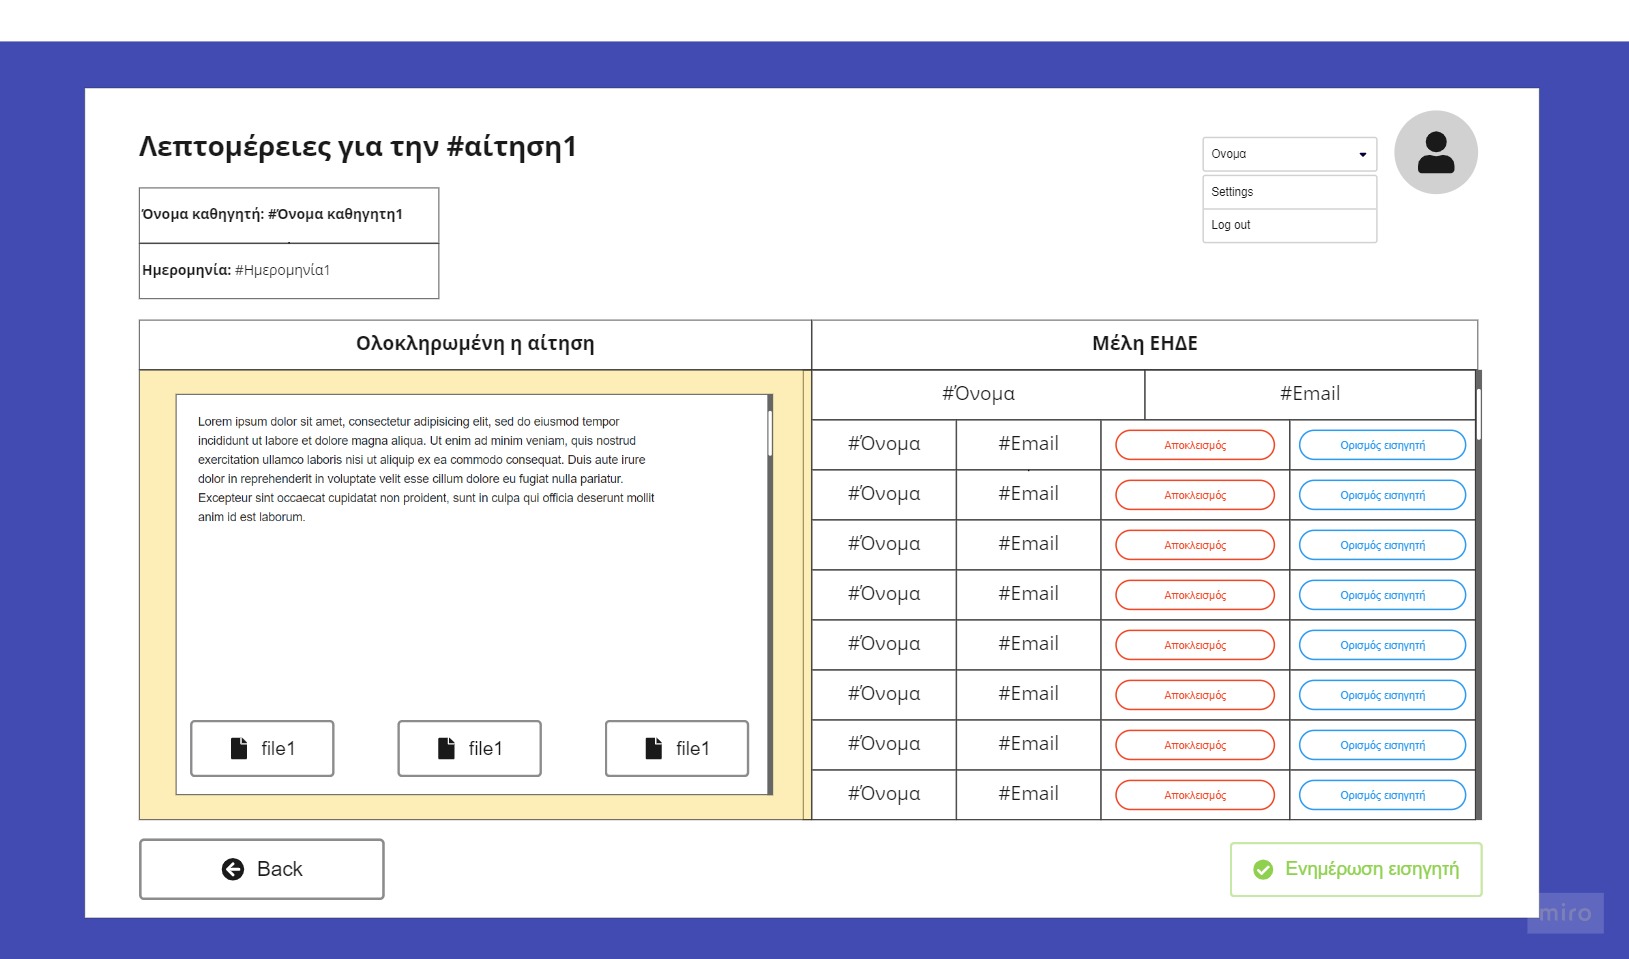 Λεπτομέρειες για την #αίτηση1
Ονομα
Settings
Log out
Όνομα καθηγητή: #Όνομα καθηγητη1
Ημερομηνία: #Ημερομηνία1
Ολοκληρωμένη η αίτηση
Μέλη ΕΗΔΕ
Lorem ipsum dolor sit amet, consectetur adipisicing elit, sed do eiusmod tempor
incididunt ut labore et dolore magna aliqua. Ut enim ad minim veniam, quis nostrud
exercitation ullamco laboris nisi ut aliquip ex ea commodo consequat. Duis aute irure
dolor in reprehenderit in voluptate velit esse cillum dolore eu fugiat nulla pariatur.
Excepteur sint occaecat cupidatat non proident, sunt in culpa qui officia deserunt mollit
anim id est laborum.
file1 file1 file1
#Όνομα #Email
#Όνομα #Email Αποκλεισμός Ορισμός εισηγητή
#Όνομα #Email Αποκλεισμός Ορισμός εισηγητή
#Όνομα #Email Αποκλεισμός Ορισμός εισηγητή
#Όνομα #Email Αποκλεισμός Ορισμός εισηγητή
#Όνομα #Email Αποκλεισμός Ορισμός εισηγητή
#Όνομα #Email Αποκλεισμός Ορισμός εισηγητή
#Όνομα #Email Αποκλεισμός Ορισμός εισηγητή
#Όνομα #Email Αποκλεισμός Ορισμός εισηγητή
Back
Ενημέρωση εισηγητή
miro